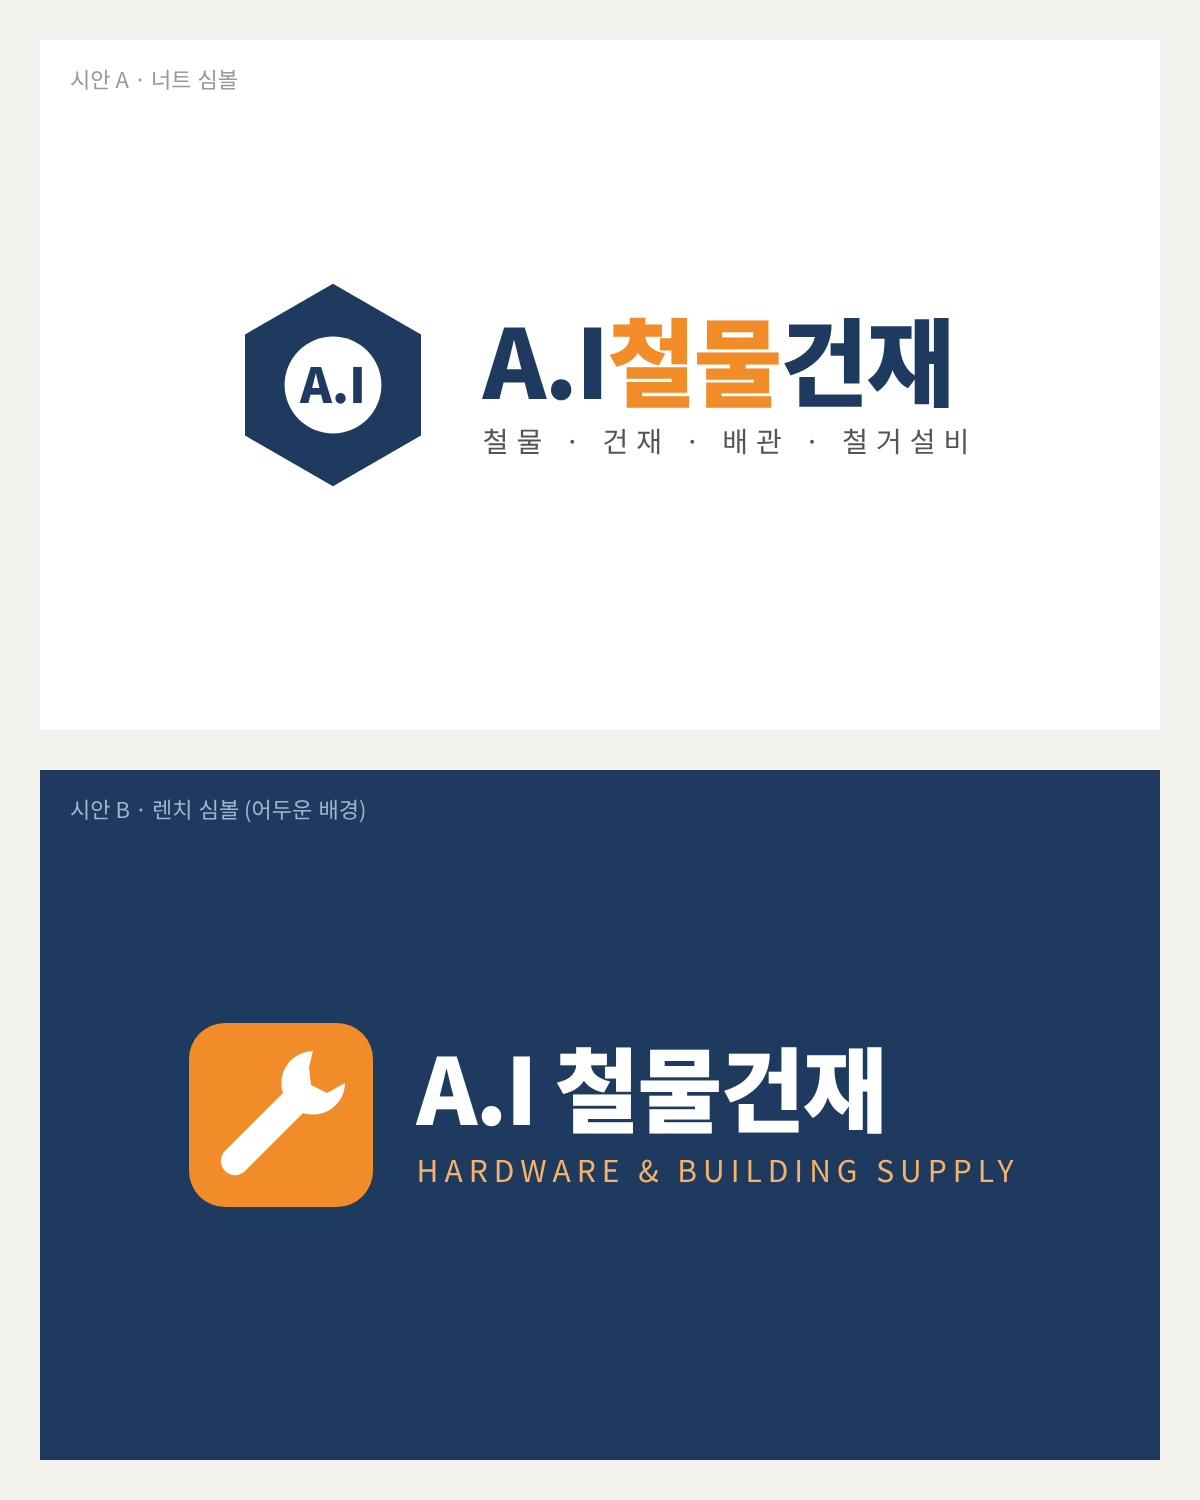 시안 A · 너트 심볼
A.I
A.I철물건재
철물 · 건재 · 배관 · 철거설비
시안 B · 렌치 심볼 (어두운 배경)
A.I 철물건재
HARDWARE & BUILDING SUPPLY